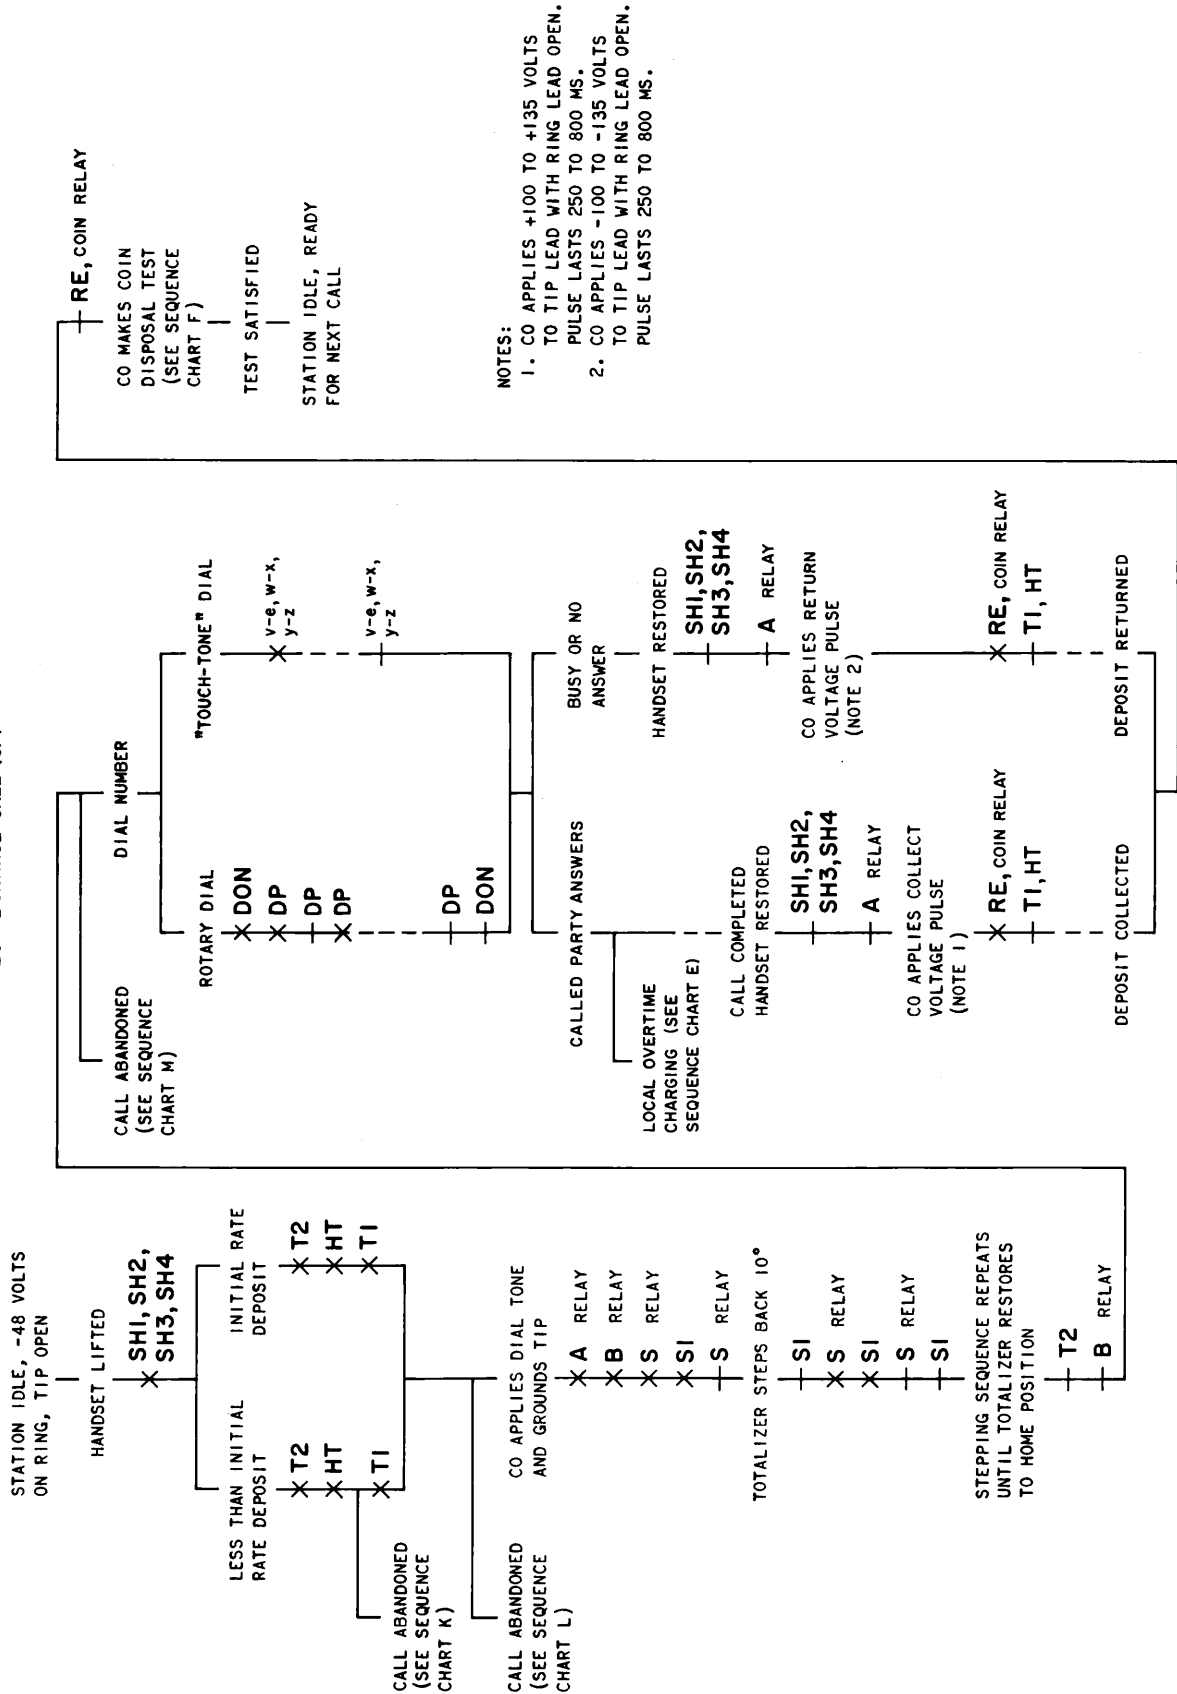 STATION IDLE, -48 VOLTS
ON RING, TIP OPEN
HANDSET LIFTED
SH1, SH2,
SH3, SH4
LESS THAN INITIAL
RATE DEPOSIT
T2
HT
T1
INITIAL RATE
DEPOSIT
T2
HT
T1
CALL ABANDONED
(SEE SEQUENCE
CHART K)
CALL ABANDONED
(SEE SEQUENCE
CHART L)
CO APPLIES DIAL TONE
AND GROUNDS TIP
A RELAY
B RELAY
S RELAY
S1
S RELAY
TOTALIZER STEPS BACK 10°
S1
S RELAY
S1
S RELAY
S1
STEPPING SEQUENCE REPEATS
UNTIL TOTALIZER RESTORES
TO HOME POSITION
T2
B RELAY
CALL ABANDONED
(SEE SEQUENCE
CHART M)
DIAL NUMBER
ROTARY DIAL
DON
DP
DP
DP
DP
DON
"TOUCH-TONE" DIAL
v-e, w-x,
y-z
v-e, w-x,
y-z
CALLED PARTY ANSWERS
LOCAL OVERTIME
CHARGING (SEE
SEQUENCE CHART E)
CALL COMPLETED
HANDSET RESTORED
SH1, SH2,
SH3, SH4
A RELAY
CO APPLIES COLLECT
VOLTAGE PULSE
(NOTE 1)
RE, COIN RELAY
T1, HT
DEPOSIT COLLECTED
BUSY OR NO
ANSWER
HANDSET RESTORED
SH1, SH2,
SH3, SH4
A RELAY
CO APPLIES RETURN
VOLTAGE PULSE
(NOTE 2)
RE, COIN RELAY
T1, HT
DEPOSIT RETURNED
RE, COIN RELAY
CO MAKES COIN
DISPOSAL TEST
(SEE SEQUENCE
CHART F)
TEST SATISFIED
STATION IDLE, READY
FOR NEXT CALL
NOTES:
1. CO APPLIES +100 TO +135 VOLTS
TO TIP LEAD WITH RING LEAD OPEN.
PULSE LASTS 250 TO 800 MS.
2. CO APPLIES -100 TO -135 VOLTS
TO TIP LEAD WITH RING LEAD OPEN.
PULSE LASTS 250 TO 800 MS.